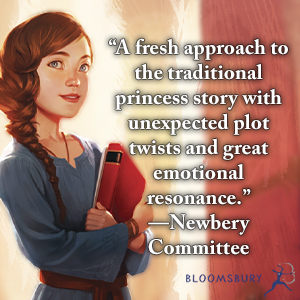 “A fresh approach to
the traditional
princess story with
unexpected plot
twists and great
emotional
resonance.”
—Newbery
Committee
BLOOMSBURY